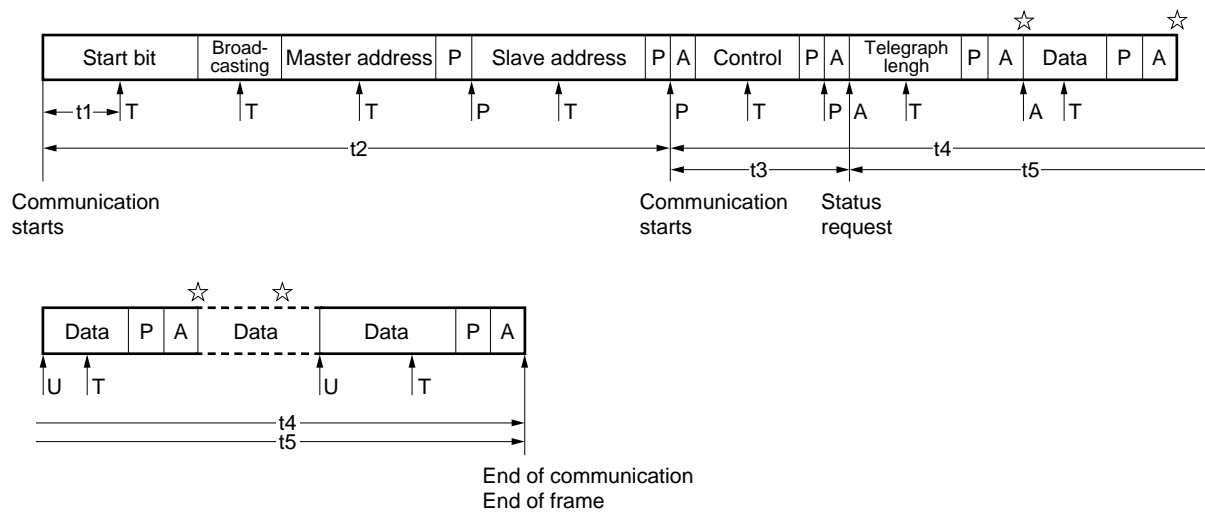 Start bit Broad-casting Master address P Slave address P A Control P A Telegraph lengh P A Data P A
t1 T T T P T P T P A T A T
t2 t4
t3 t5
Communication starts
Communication starts
Status request
Data P A Data Data P A
U T U T
t4
t5
End of communication
End of frame